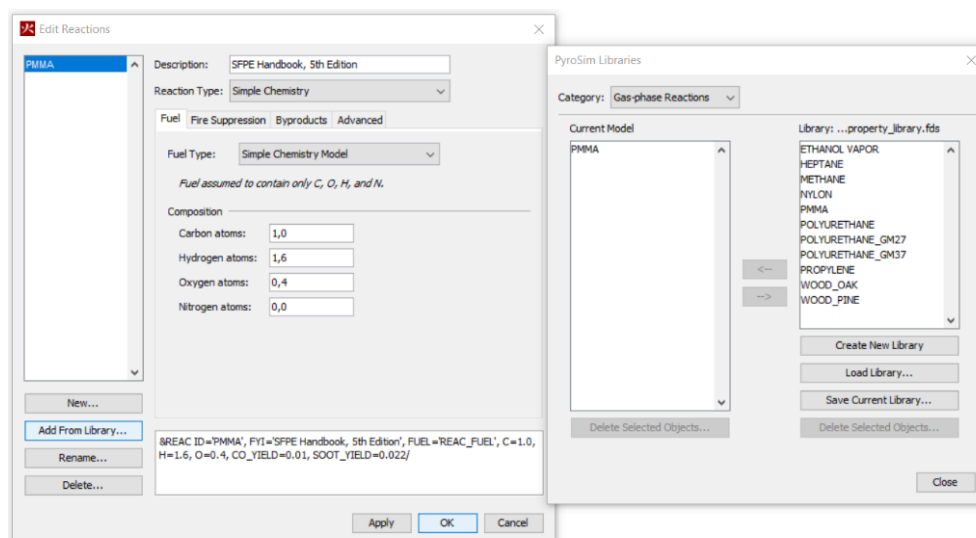 火 Edit Reactions
PMMA
Description: SFPE Handbook, 5th Edition
Reaction Type: Simple Chemistry
Fuel Fire Suppression Byproducts Advanced
Fuel Type: Simple Chemistry Model
Fuel assumed to contain only C, O, H, and N.
Composition
Carbon atoms: 1,0
Hydrogen atoms: 1,6
Oxygen atoms: 0,4
Nitrogen atoms: 0,0
New...
Add From Library...
Rename...
Delete...
&REAC ID='PMMA', FYI='SFPE Handbook, 5th Edition', FUEL='REAC_FUEL', C=1.0,
H=1.6, O=0.4, CO_YIELD=0.01, SOOT_YIELD=0.022/
Apply OK Cancel
PyroSim Libraries
Category: Gas-phase Reactions
Current Model
PMMA
Delete Selected Objects...
<--
-->
Library: ...property_library.fds
ETHANOL VAPOR
HEPTANE
METHANE
NYLON
PMMA
POLYURETHANE
POLYURETHANE_GM27
POLYURETHANE_GM37
PROPYLENE
WOOD_OAK
WOOD_PINE
Create New Library
Load Library...
Save Current Library...
Delete Selected Objects...
Close